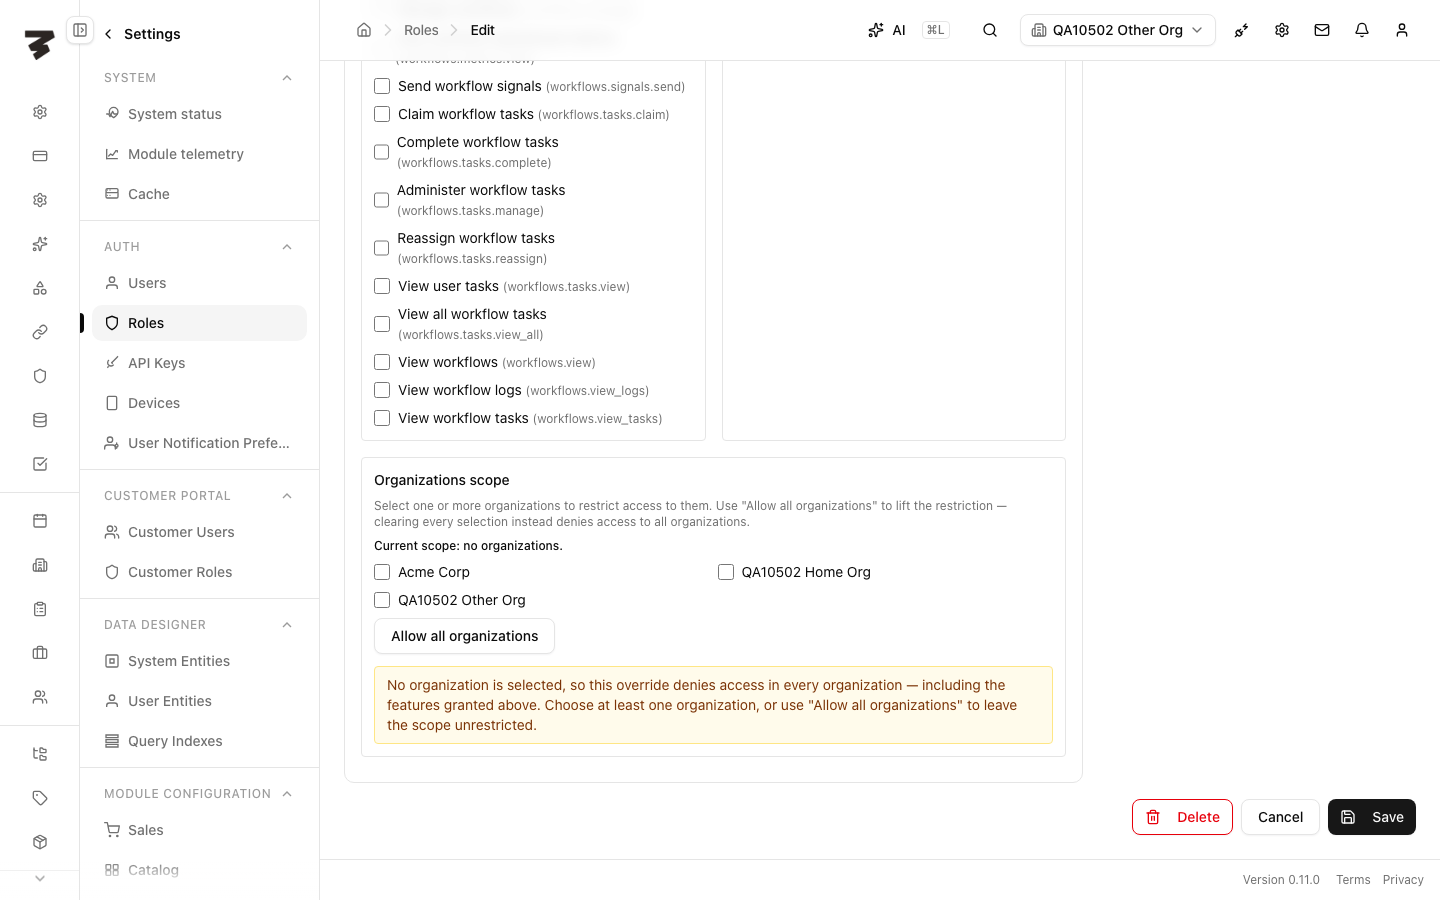 Settings
Roles
Edit
AI
⌘L
QA10502 Other Org
SYSTEM
System status
Module telemetry
Cache
AUTH
Users
Roles
API Keys
Devices
User Notification Prefe...
CUSTOMER PORTAL
Customer Users
Customer Roles
DATA DESIGNER
System Entities
User Entities
Query Indexes
MODULE CONFIGURATION
Sales
Catalog
(workflows.metrics.view)
Send workflow signals (workflows.signals.send)
Claim workflow tasks (workflows.tasks.claim)
Complete workflow tasks
(workflows.tasks.complete)
Administer workflow tasks
(workflows.tasks.manage)
Reassign workflow tasks
(workflows.tasks.reassign)
View user tasks (workflows.tasks.view)
View all workflow tasks
(workflows.tasks.view_all)
View workflows (workflows.view)
View workflow logs (workflows.view_logs)
View workflow tasks (workflows.view_tasks)
Organizations scope
Select one or more organizations to restrict access to them. Use "Allow all organizations" to lift the restriction —
clearing every selection instead denies access to all organizations.
Current scope: no organizations.
Acme Corp
QA10502 Home Org
QA10502 Other Org
Allow all organizations
No organization is selected, so this override denies access in every organization — including the
features granted above. Choose at least one organization, or use "Allow all organizations" to leave
the scope unrestricted.
Delete
Cancel
Save
Version 0.11.0
Terms
Privacy